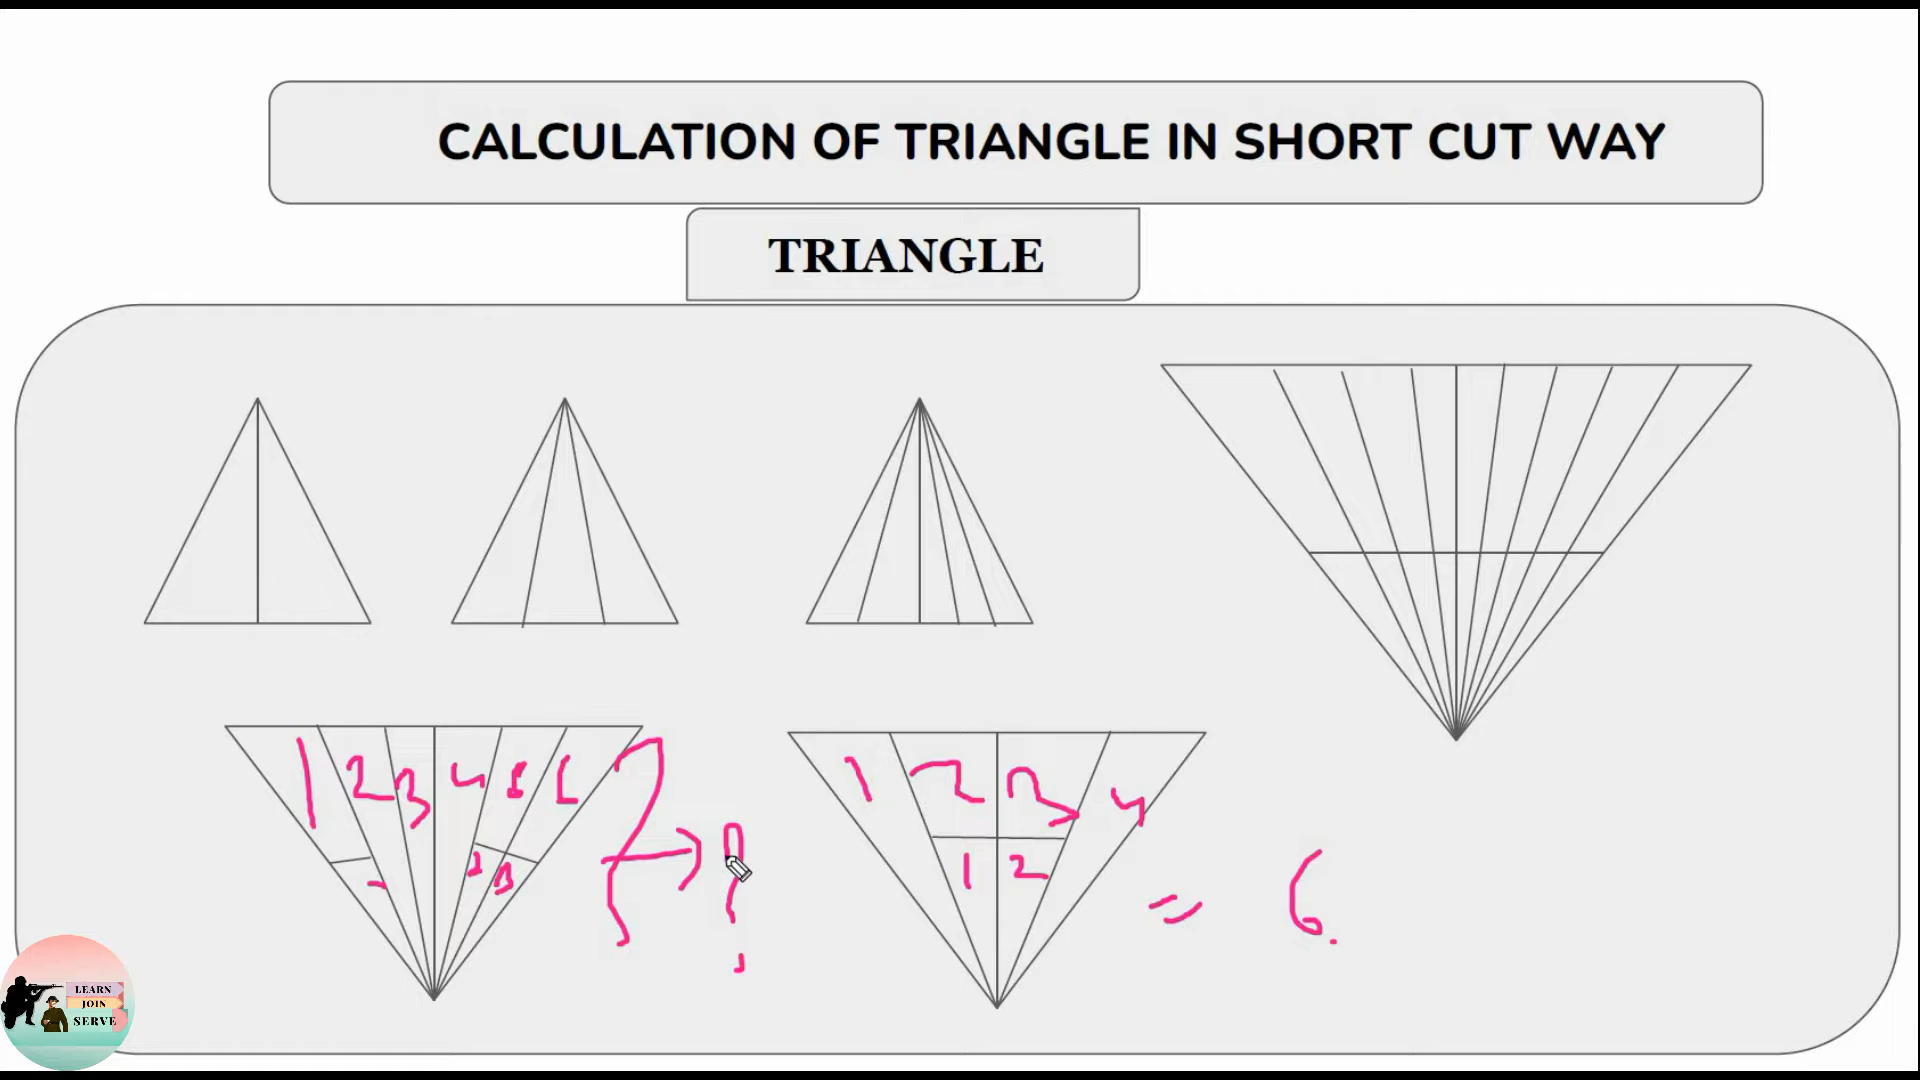 CALCULATION OF TRIANGLE IN SHORT CUT WAY
TRIANGLE
1 2 3 4 5 6
1 2 3 4
1 2
= 6.
LEARN
JOIN
SERVE